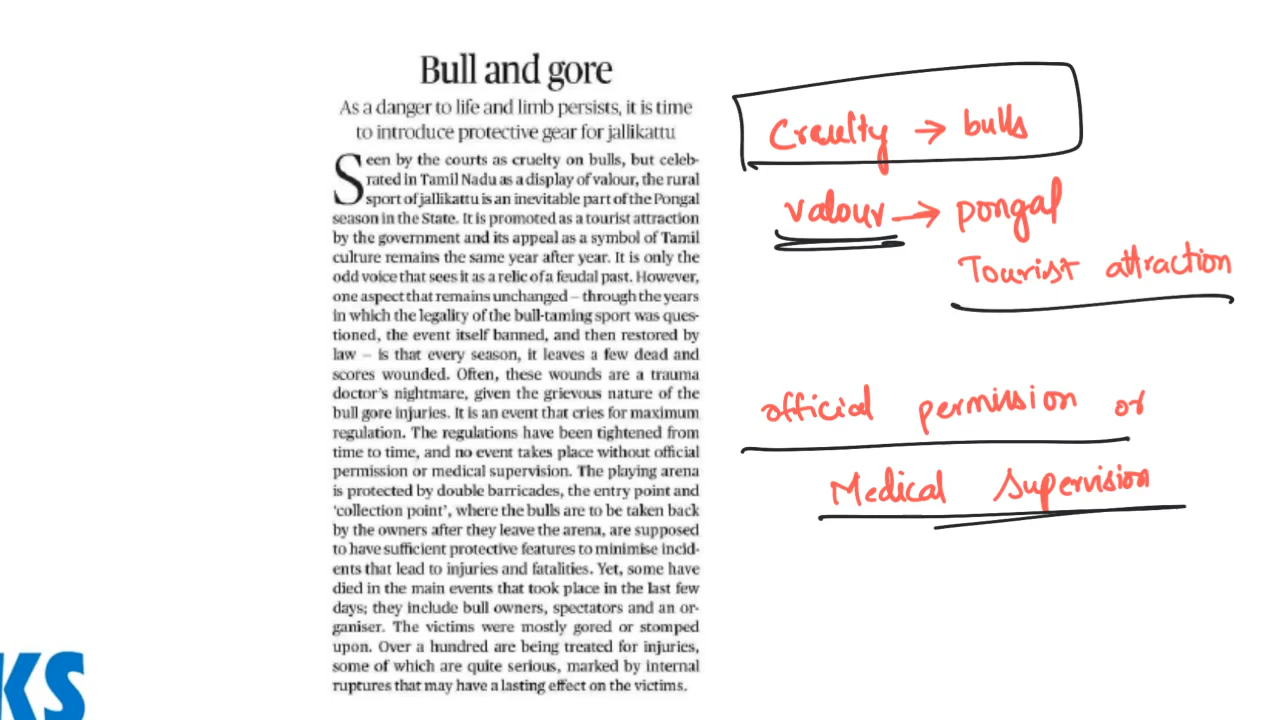 Bull and gore
As a danger to life and limb persists, it is time
to introduce protective gear for jallikattu
Seen by the courts as cruelty on bulls, but celeb-
rated in Tamil Nadu as a display of valour, the rural
sport of jallikattu is an inevitable part of the Pongal
season in the State. It is promoted as a tourist attraction
by the government and its appeal as a symbol of Tamil
culture remains the same year after year. It is only the
odd voice that sees it as a relic of a feudal past. However,
one aspect that remains unchanged – through the years
in which the legality of the bull-taming sport was ques-
tioned, the event itself banned, and then restored by
law – is that every season, it leaves a few dead and
scores wounded. Often, these wounds are a trauma
doctor's nightmare, given the grievous nature of the
bull gore injuries. It is an event that cries for maximum
regulation. The regulations have been tightened from
time to time, and no event takes place without official
permission or medical supervision. The playing arena
is protected by double barricades, the entry point and
'collection point', where the bulls are to be taken back
by the owners after they leave the arena, are supposed
to have sufficient protective features to minimise incid-
ents that lead to injuries and fatalities. Yet, some have
died in the main events that took place in the last few
days; they include bull owners, spectators and an or-
ganiser. The victims were mostly gored or stomped
upon. Over a hundred are being treated for injuries,
some of which are quite serious, marked by internal
ruptures that may have a lasting effect on the victims.
Cruelty → bulls
valour → pongal
Tourist attraction
official permission or
Medical Supervision
KS